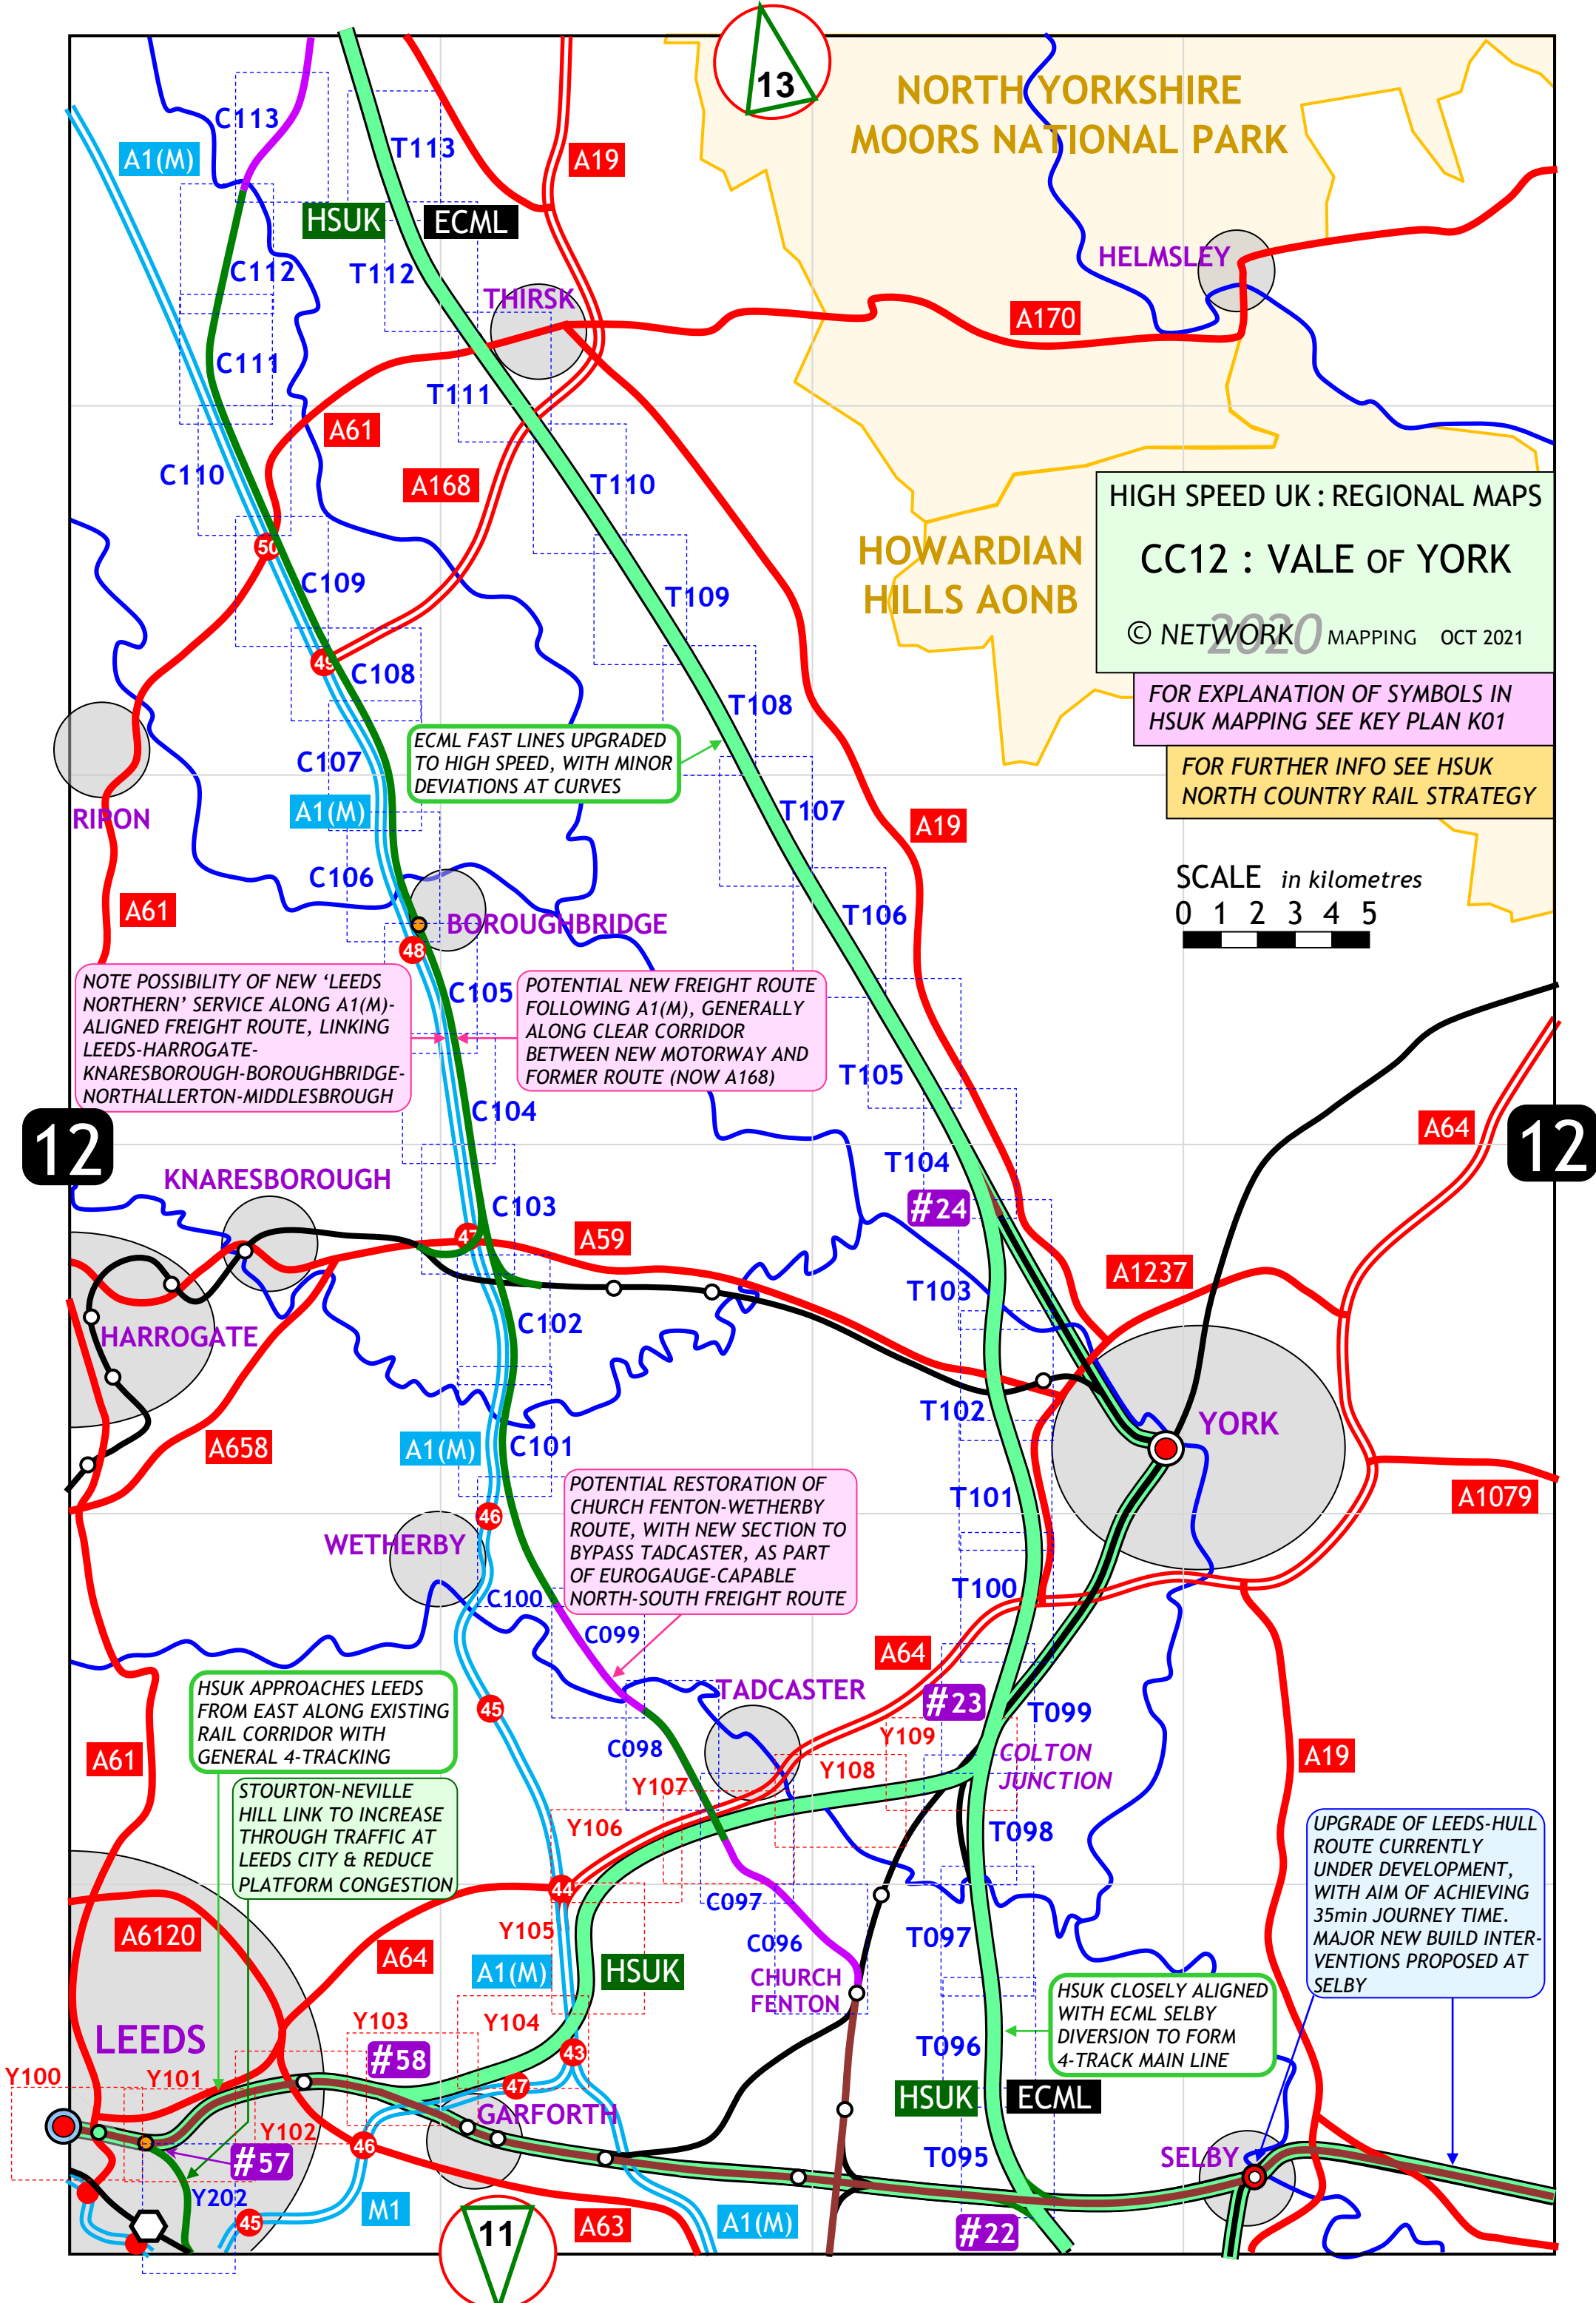 13
NORTH YORKSHIRE
MOORS NATIONAL PARK
C113
A1(M)
T113
A19
HSUK
ECML
HELMSLEY
C112
T112
THIRSK
A170
C111
T111
A61
C110
A168
T110
HIGH SPEED UK : REGIONAL MAPS
CC12 : VALE OF YORK
© NETWORK 2020 MAPPING OCT 2021
HOWARDIAN
HILLS AONB
50
C109
T109
49
C108
FOR EXPLANATION OF SYMBOLS IN
HSUK MAPPING SEE KEY PLAN K01
T108
ECML FAST LINES UPGRADED
TO HIGH SPEED, WITH MINOR
DEVIATIONS AT CURVES
C107
FOR FURTHER INFO SEE HSUK
NORTH COUNTRY RAIL STRATEGY
RIPON
A1(M)
T107
A19
C106
SCALE in kilometres
0 1 2 3 4 5
A61
BOROUGHBRIDGE
T106
48
NOTE POSSIBILITY OF NEW ‘LEEDS
NORTHERN’ SERVICE ALONG A1(M)-
ALIGNED FREIGHT ROUTE, LINKING
LEEDS-HARROGATE-
KNARESBOROUGH-BOROUGHBRIDGE-
NORTHALLERTON-MIDDLESBROUGH
C105
POTENTIAL NEW FREIGHT ROUTE
FOLLOWING A1(M), GENERALLY
ALONG CLEAR CORRIDOR
BETWEEN NEW MOTORWAY AND
FORMER ROUTE (NOW A168)
T105
C104
12
A64
12
T104
KNARESBOROUGH
C103
#24
47
A59
A1237
T103
HARROGATE
C102
T102
YORK
A658
A1(M)
C101
T101
A1079
POTENTIAL RESTORATION OF
CHURCH FENTON-WETHERBY
ROUTE, WITH NEW SECTION TO
BYPASS TADCASTER, AS PART
OF EUROGAUGE-CAPABLE
NORTH-SOUTH FREIGHT ROUTE
46
WETHERBY
C100
T100
C099
A64
HSUK APPROACHES LEEDS
FROM EAST ALONG EXISTING
RAIL CORRIDOR WITH
GENERAL 4-TRACKING
TADCASTER
#23
T099
45
Y109
C098
COLTON
JUNCTION
A61
A19
Y108
Y107
STOURTON-NEVILLE
HILL LINK TO INCREASE
THROUGH TRAFFIC AT
LEEDS CITY & REDUCE
PLATFORM CONGESTION
Y106
T098
UPGRADE OF LEEDS-HULL
ROUTE CURRENTLY
UNDER DEVELOPMENT,
WITH AIM OF ACHIEVING
35min JOURNEY TIME.
MAJOR NEW BUILD INTER-
VENTIONS PROPOSED AT
SELBY
44
C097
A6120
Y105
T097
A64
C096
A1(M)
HSUK
CHURCH
FENTON
HSUK CLOSELY ALIGNED
WITH ECML SELBY
DIVERSION TO FORM
4-TRACK MAIN LINE
LEEDS
Y103
Y104
T096
#58
43
Y100
Y101
47
HSUK
ECML
GARFORTH
Y102
46
#57
T095
SELBY
Y202
M1
45
A63
A1(M)
#22
11